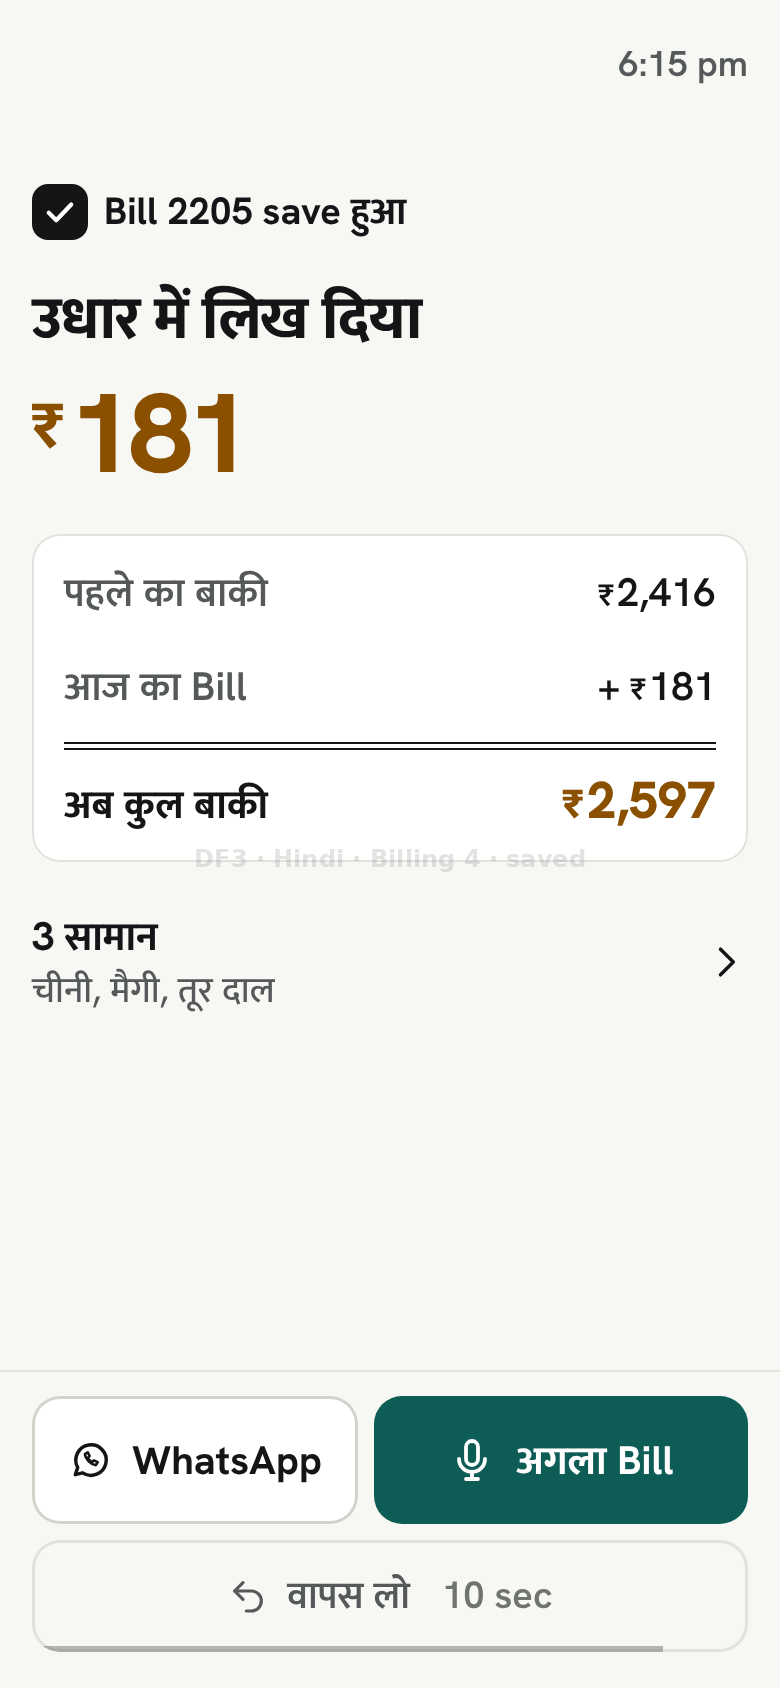 6:15 pm
Bill 2205 save हुआ
उधार में लिख दिया
₹181
पहले का बाकी ₹2,416
आज का Bill + ₹181
अब कुल बाकी ₹2,597
DF3 · Hindi · Billing 4 · saved
3 सामान
चीनी, मैगी, तूर दाल
WhatsApp अगला Bill
वापस लो 10 sec